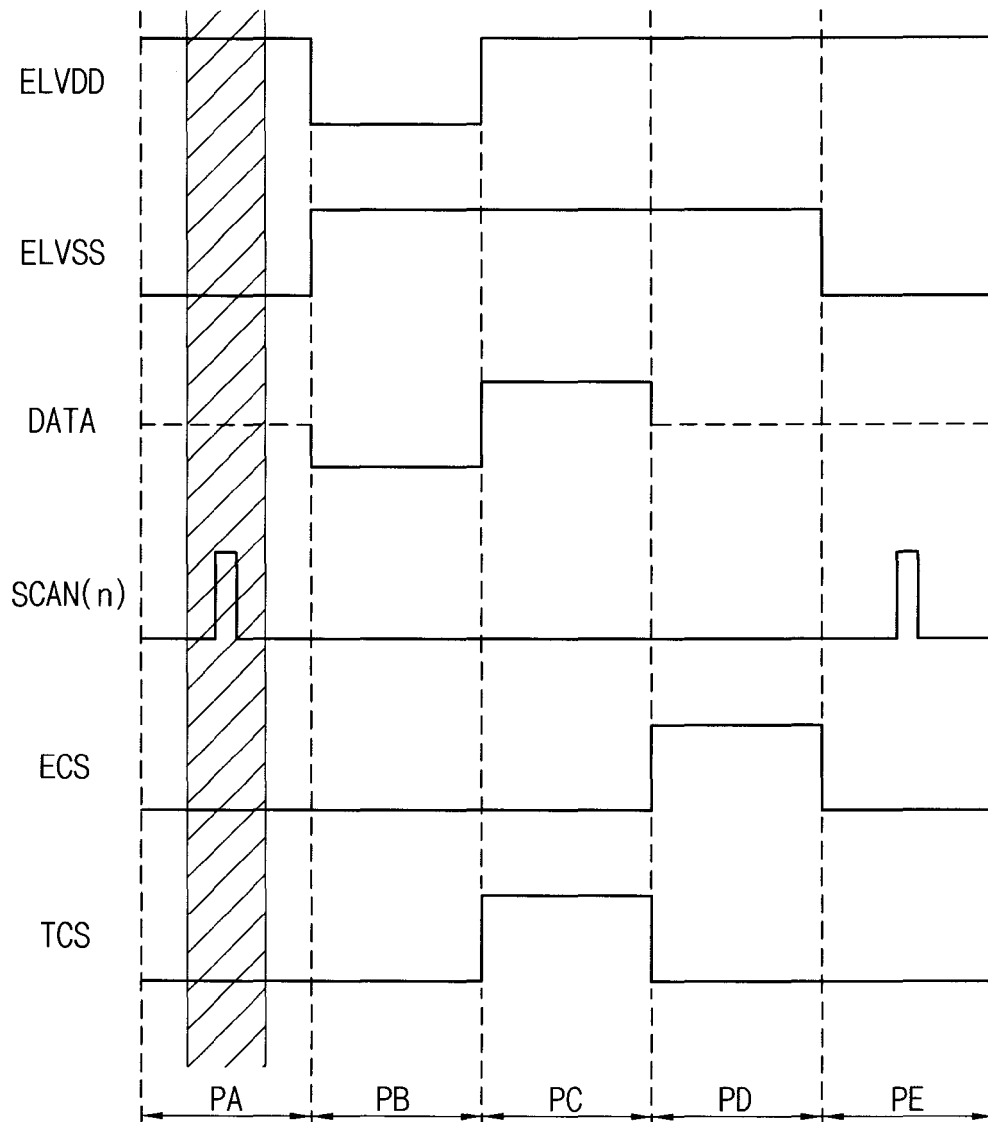 ELVDD
ELVSS
DATA
SCAN(n)
ECS
TCS
PA PB PC PD PE